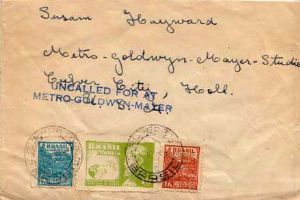 Susan Hayward
Metro-Goldwyn-Mayer-Studio
Culver City, Holl.
U. S. A.
UNCALLED FOR AT
METRO-GOLDWYN-MAYER
BRASIL
BRASIL
BRASIL